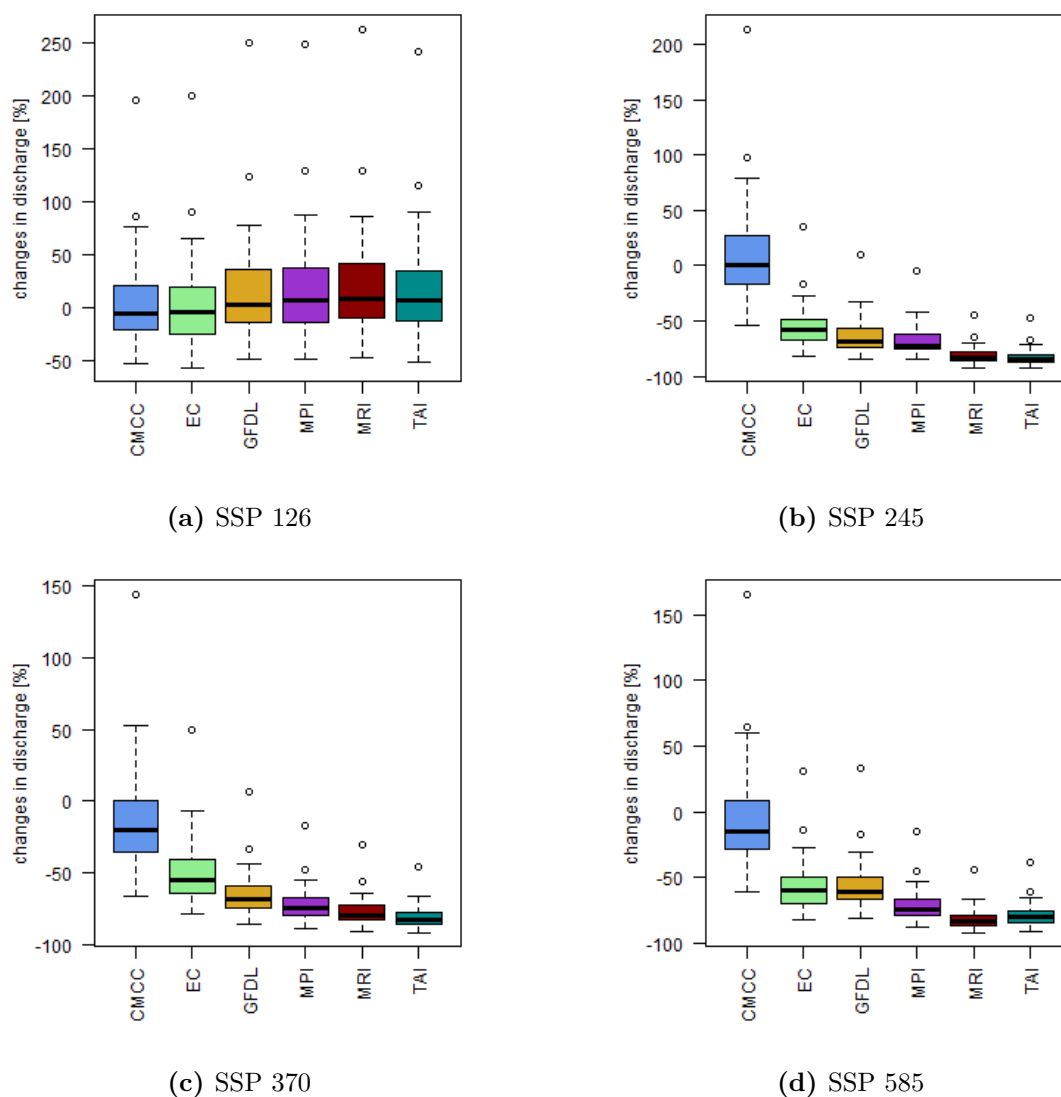 changes in discharge [%]
250
200
150
100
50
0
-50
CMCC
EC
GFDL
MPI
MRI
TAI
(a) SSP 126
changes in discharge [%]
200
150
100
50
0
-50
-100
CMCC
EC
GFDL
MPI
MRI
TAI
(b) SSP 245
changes in discharge [%]
150
100
50
0
-50
-100
CMCC
EC
GFDL
MPI
MRI
TAI
(c) SSP 370
changes in discharge [%]
150
100
50
0
-50
-100
CMCC
EC
GFDL
MPI
MRI
TAI
(d) SSP 585